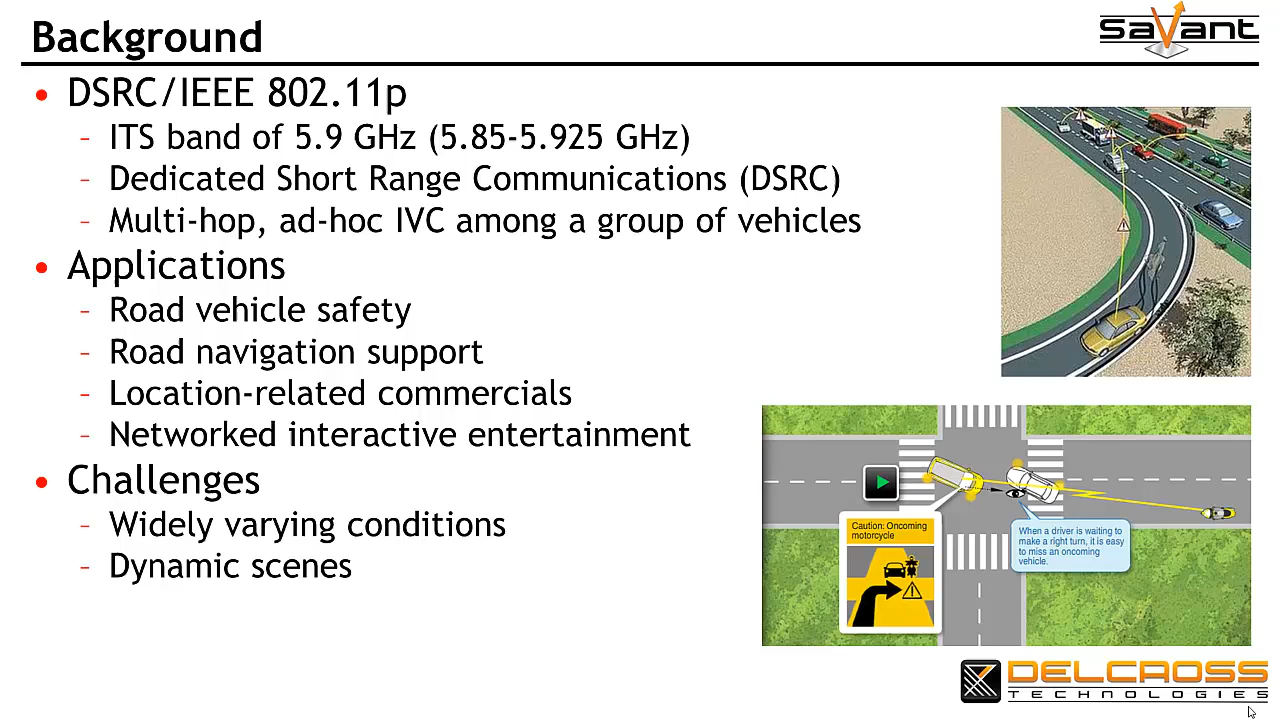 Background
SaVant
• DSRC/IEEE 802.11p
– ITS band of 5.9 GHz (5.85-5.925 GHz)
– Dedicated Short Range Communications (DSRC)
– Multi-hop, ad-hoc IVC among a group of vehicles
• Applications
– Road vehicle safety
– Road navigation support
– Location-related commercials
– Networked interactive entertainment
• Challenges
– Widely varying conditions
– Dynamic scenes
Caution: Oncoming
motorcycle
When a driver is waiting to
make a right turn, it is easy
to miss an oncoming
vehicle.
DELCROSS
TECHNOLOGIES